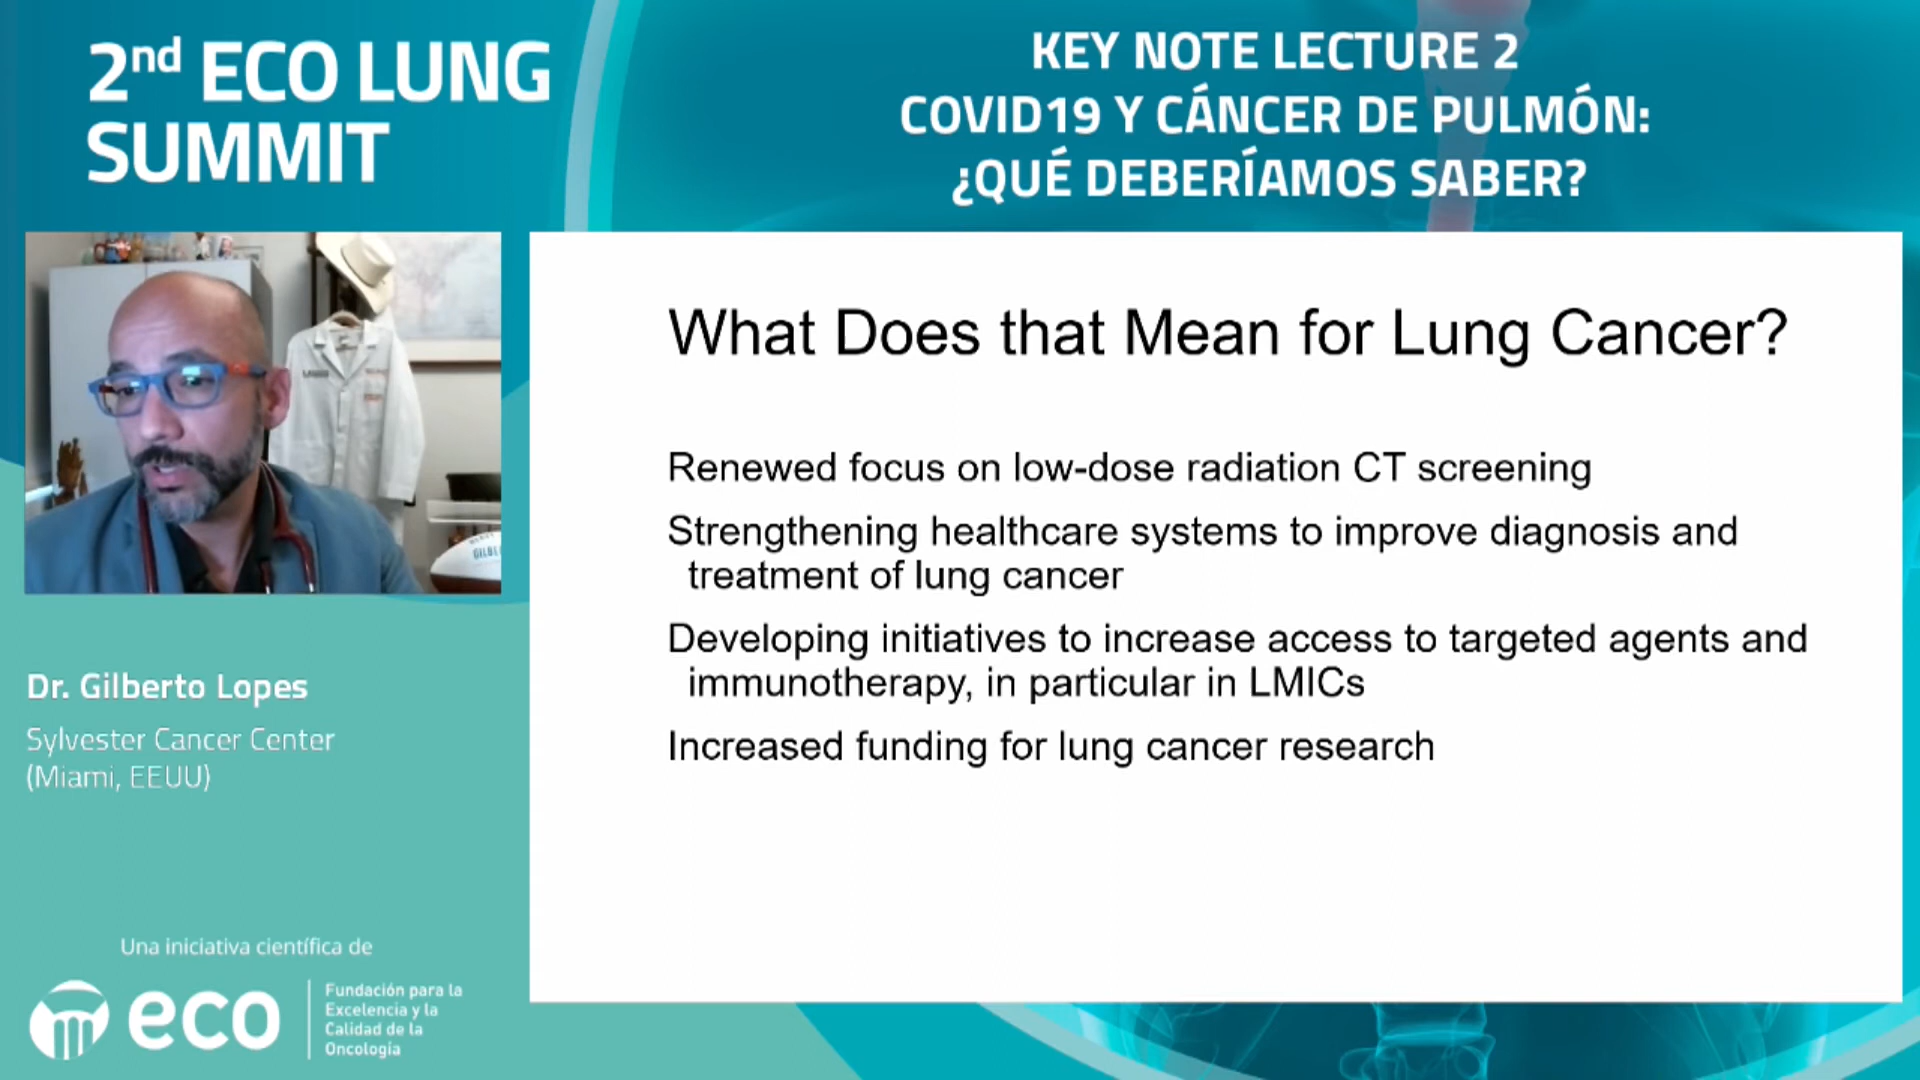 2nd ECO LUNG
SUMMIT
KEY NOTE LECTURE 2
COVID19 Y CÁNCER DE PULMÓN:
¿QUÉ DEBERÍAMOS SABER?
What Does that Mean for Lung Cancer?
Renewed focus on low-dose radiation CT screening
Strengthening healthcare systems to improve diagnosis and
treatment of lung cancer
Developing initiatives to increase access to targeted agents and
immunotherapy, in particular in LMICs
Increased funding for lung cancer research
Dr. Gilberto Lopes
Sylvester Cancer Center
(Miami, EEUU)
Una iniciativa científica de
eco
Fundación para la
Excelencia y la
Calidad de la
Oncología